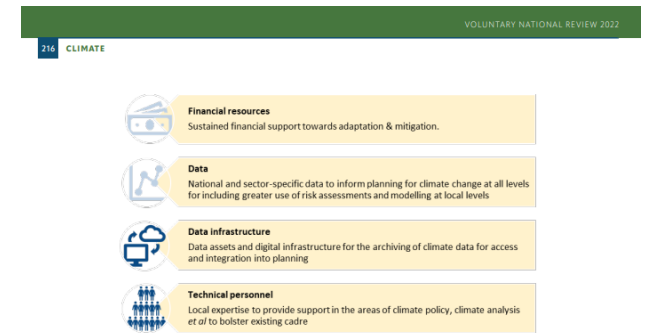 VOLUNTARY NATIONAL REVIEW 2022
216 CLIMATE
Financial resources
Sustained financial support towards adaptation & mitigation.
Data
National and sector-specific data to inform planning for climate change at all levels
for including greater use of risk assessments and modelling at local levels
Data infrastructure
Data assets and digital infrastructure for the archiving of climate data for access
and integration into planning
Technical personnel
Local expertise to provide support in the areas of climate policy, climate analysis
et al to bolster existing cadre